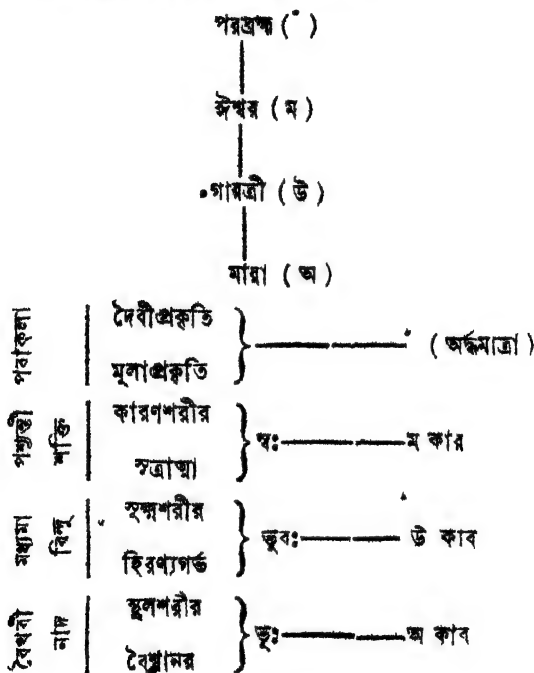 পরব্রহ্ম ( ঁ )
ঈশ্বর ( ম )
গায়ত্রী ( উ )
মায়া ( অ )
পরাকলা
দৈবীপ্রকৃতি
মূলাপ্রকৃতি
( অর্দ্ধমাত্রা )
পশ্যন্তী
শক্তি
কারণশরীর
সূত্রাত্মা
স্বঃ ম কার
মধ্যমা
বিন্দু
সূক্ষ্মশরীর
হিরণ্যগর্ভ
ভুবঃ উ কাব
বৈখবী
নাদ
স্থূলশরীর
বৈশ্বানর
ভূঃ অ কাব